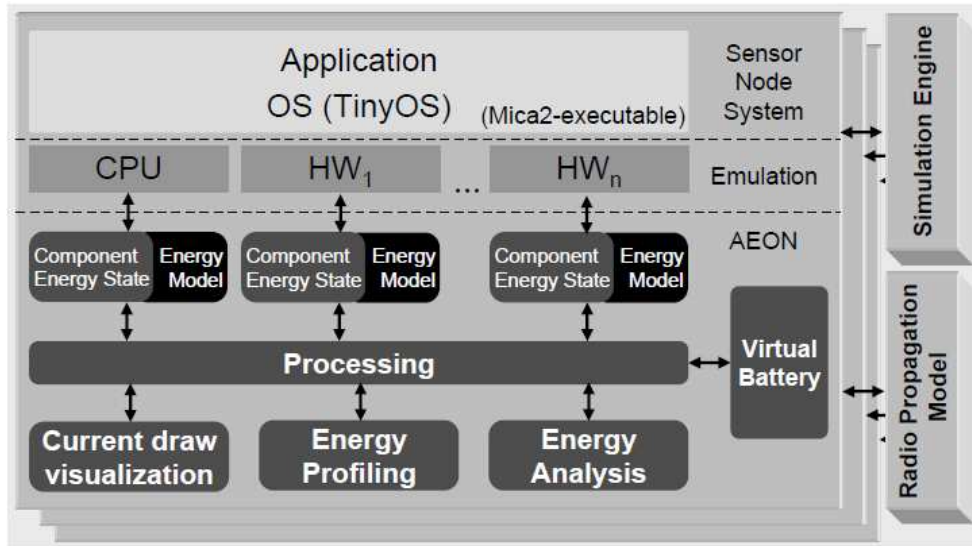 Application
OS (TinyOS)
(Mica2-executable)
Sensor
Node
System
CPU
HW1
...
HWn
Emulation
Component
Energy State
Energy
Model
Component
Energy State
Energy
Model
Component
Energy State
Energy
Model
AEON
Processing
Virtual
Battery
Current draw
visualization
Energy
Profiling
Energy
Analysis
Simulation Engine
Radio Propagation
Model